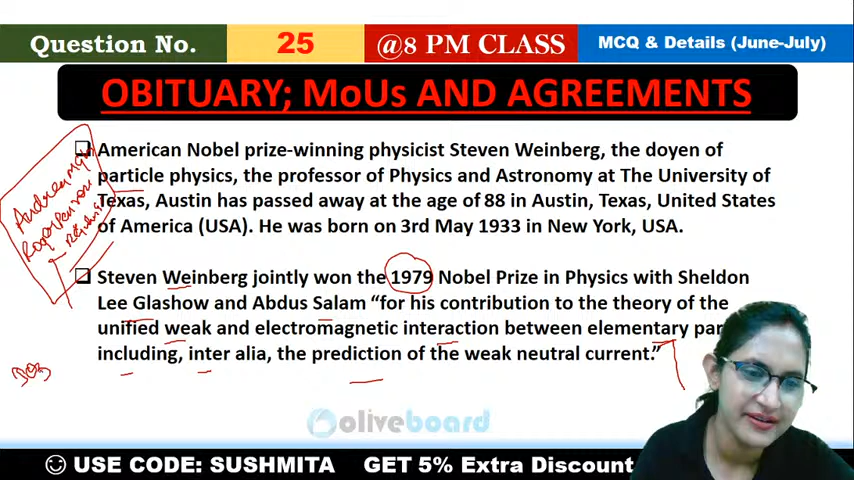 Question No.
25
@8 PM CLASS
MCQ & Details (June-July)
OBITUARY; MoUs AND AGREEMENTS
American Nobel prize-winning physicist Steven Weinberg, the doyen of
particle physics, the professor of Physics and Astronomy at The University of
Texas, Austin has passed away at the age of 88 in Austin, Texas, United States
of America (USA). He was born on 3rd May 1933 in New York, USA.
Steven Weinberg jointly won the 1979 Nobel Prize in Physics with Sheldon
Lee Glashow and Abdus Salam “for his contribution to the theory of the
unified weak and electromagnetic interaction between elementary
including, inter alia, the prediction of the weak neutral current.”
oliveboard
USE CODE: SUSHMITA GET 5% Extra Discount